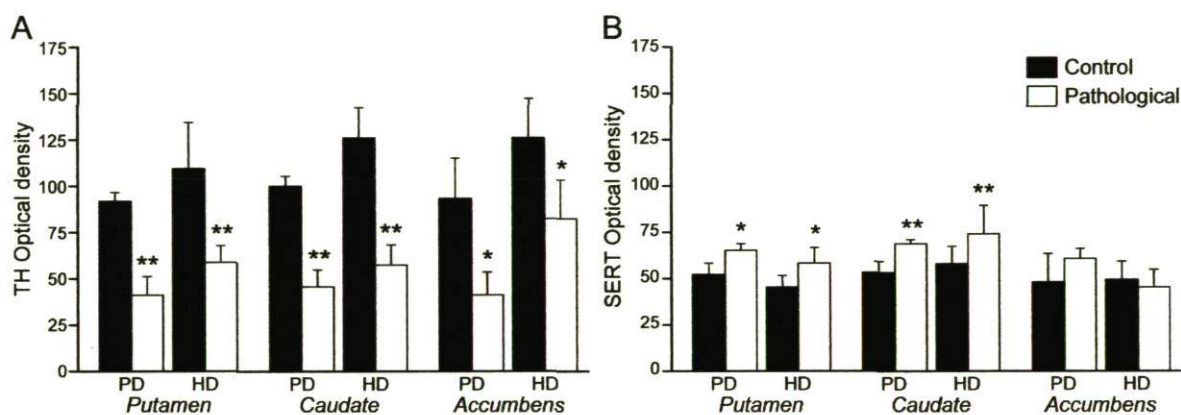 A
TH Optical density
175
150
125
100
75
50
25
0
** ** ** ** * *
PD HD PD HD PD HD
Putamen Caudate Accumbens
B
SERT Optical density
175
150
125
100
75
50
25
0
Control
Pathological
* * ** **
PD HD PD HD PD HD
Putamen Caudate Accumbens